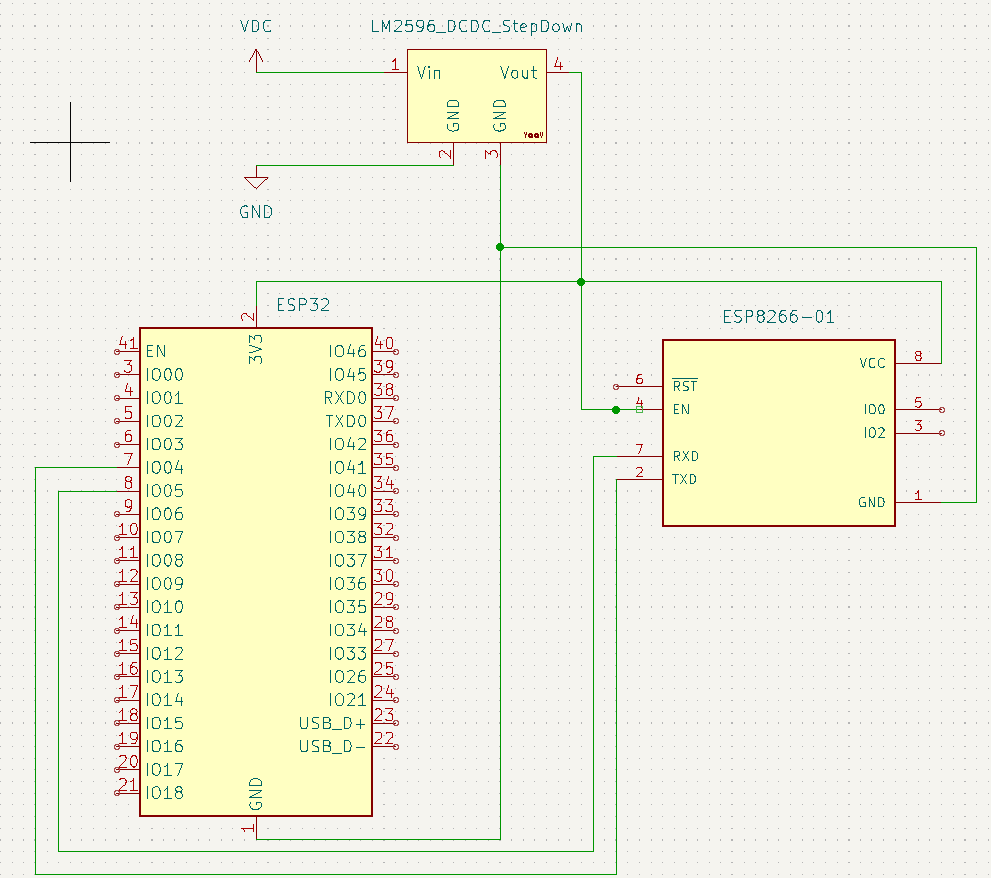 VDC
LM2596_DCDC_StepDown
1 Vin Vout 4
GND GND
2 3
GND
ESP32
2
3V3
41 EN IO46 40
3 IO00 IO45 39
4 IO01 RXD0 38
5 IO02 TXD0 37
6 IO03 IO42 36
7 IO04 IO41 35
8 IO05 IO40 34
9 IO06 IO39 33
10 IO07 IO38 32
11 IO08 IO37 31
12 IO09 IO36 30
13 IO10 IO35 29
14 IO11 IO34 28
15 IO12 IO33 27
16 IO13 IO26 25
17 IO14 IO21 24
18 IO15 USB_D+ 23
19 IO16 USB_D- 22
20 IO17
21 IO18
GND
1
ESP8266-01
VCC 8
6 RST
4 EN IO0 5
IO2 3
7 RXD
2 TXD
GND 1